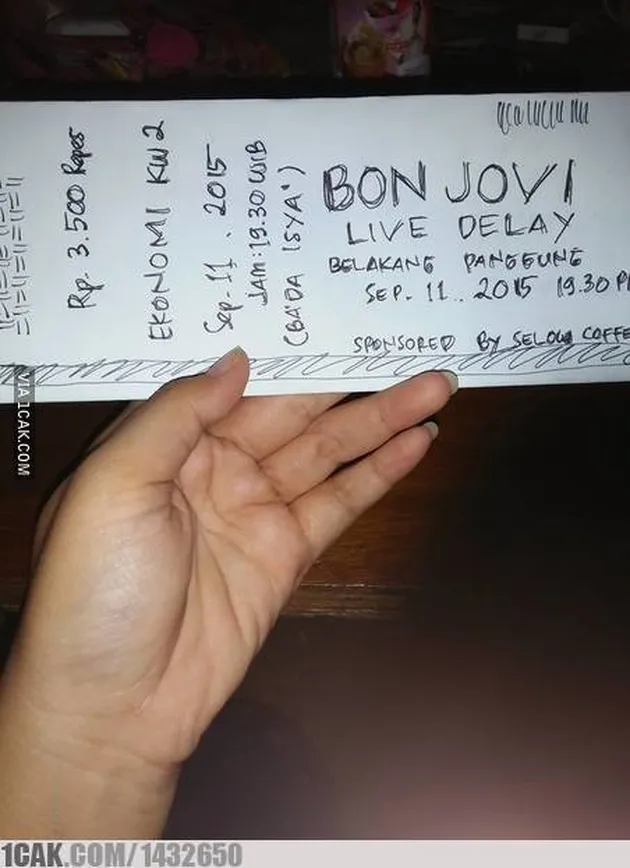 Rp. 3.500 Rapes
EKONOMI KW 2
Sep. 11. 2015
JAM: 19.30 WIB
(BA'DA ISYA')
BON JOVI
LIVE DELAY
BELAKANG PANGGUNG
SEP. 11.. 2015 19.30
SPONSORED BY SELOW COFFE
VIA 1CAK.COM
1CAK.COM/1432650